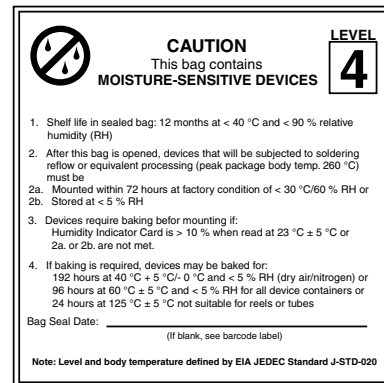 CAUTION
This bag contains
MOISTURE-SENSITIVE DEVICES
LEVEL
4
1. Shelf life in sealed bag: 12 months at < 40 °C and < 90 % relative
humidity (RH)
2. After this bag is opened, devices that will be subjected to soldering
reflow or equivalent processing (peak package body temp. 260 °C)
must be
2a. Mounted within 72 hours at factory condition of < 30 °C/60 % RH or
2b. Stored at < 5 % RH
3. Devices require baking befor mounting if:
Humidity Indicator Card is > 10 % when read at 23 °C ± 5 °C or
2a. or 2b. are not met.
4. If baking is required, devices may be baked for:
192 hours at 40 °C + 5 °C/- 0 °C and < 5 % RH (dry air/nitrogen) or
96 hours at 60 °C ± 5 °C and < 5 % RH for all device containers or
24 hours at 125 °C ± 5 °C not suitable for reels or tubes
Bag Seal Date:
(If blank, see barcode label)
Note: Level and body temperature defined by EIA JEDEC Standard J-STD-020